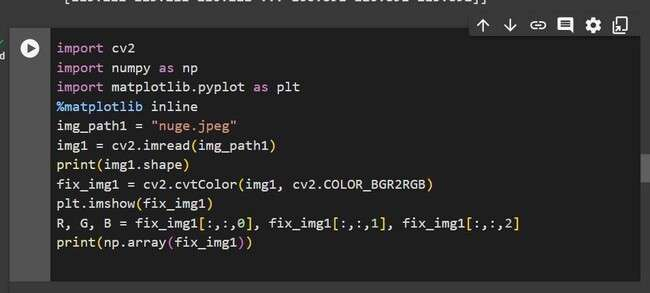 import cv2
import numpy as np
import matplotlib.pyplot as plt
%matplotlib inline
img_path1 = "nuge.jpeg"
img1 = cv2.imread(img_path1)
print(img1.shape)
fix_img1 = cv2.cvtColor(img1, cv2.COLOR_BGR2RGB)
plt.imshow(fix_img1)
R, G, B = fix_img1[:,:,0], fix_img1[:,:,1], fix_img1[:,:,2]
print(np.array(fix_img1))